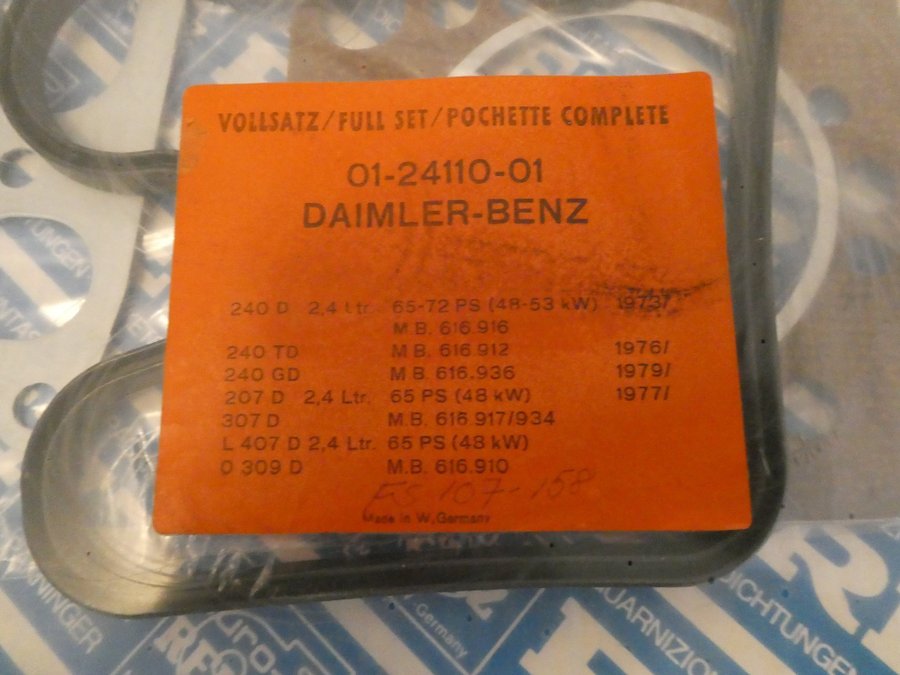 VOLLSATZ/FULL SET/POCHETTE COMPLETE
01-24110-01
DAIMLER-BENZ
240 D 2,4 Ltr. 65-72 PS (48-53 kW) 1973/
M.B. 616.916
240 TD M B. 616.912 1976/
240 GD M B 616.936 1979/
207 D 2,4 Ltr. 65 PS (48 kW) 1977/
307 D M.B. 616.917/934
L 407 D 2,4 Ltr. 65 PS (48 kW)
O 309 D M.B. 616.910
ES 107-158
Made in W. Germany
Germany
DICHTUNGEN